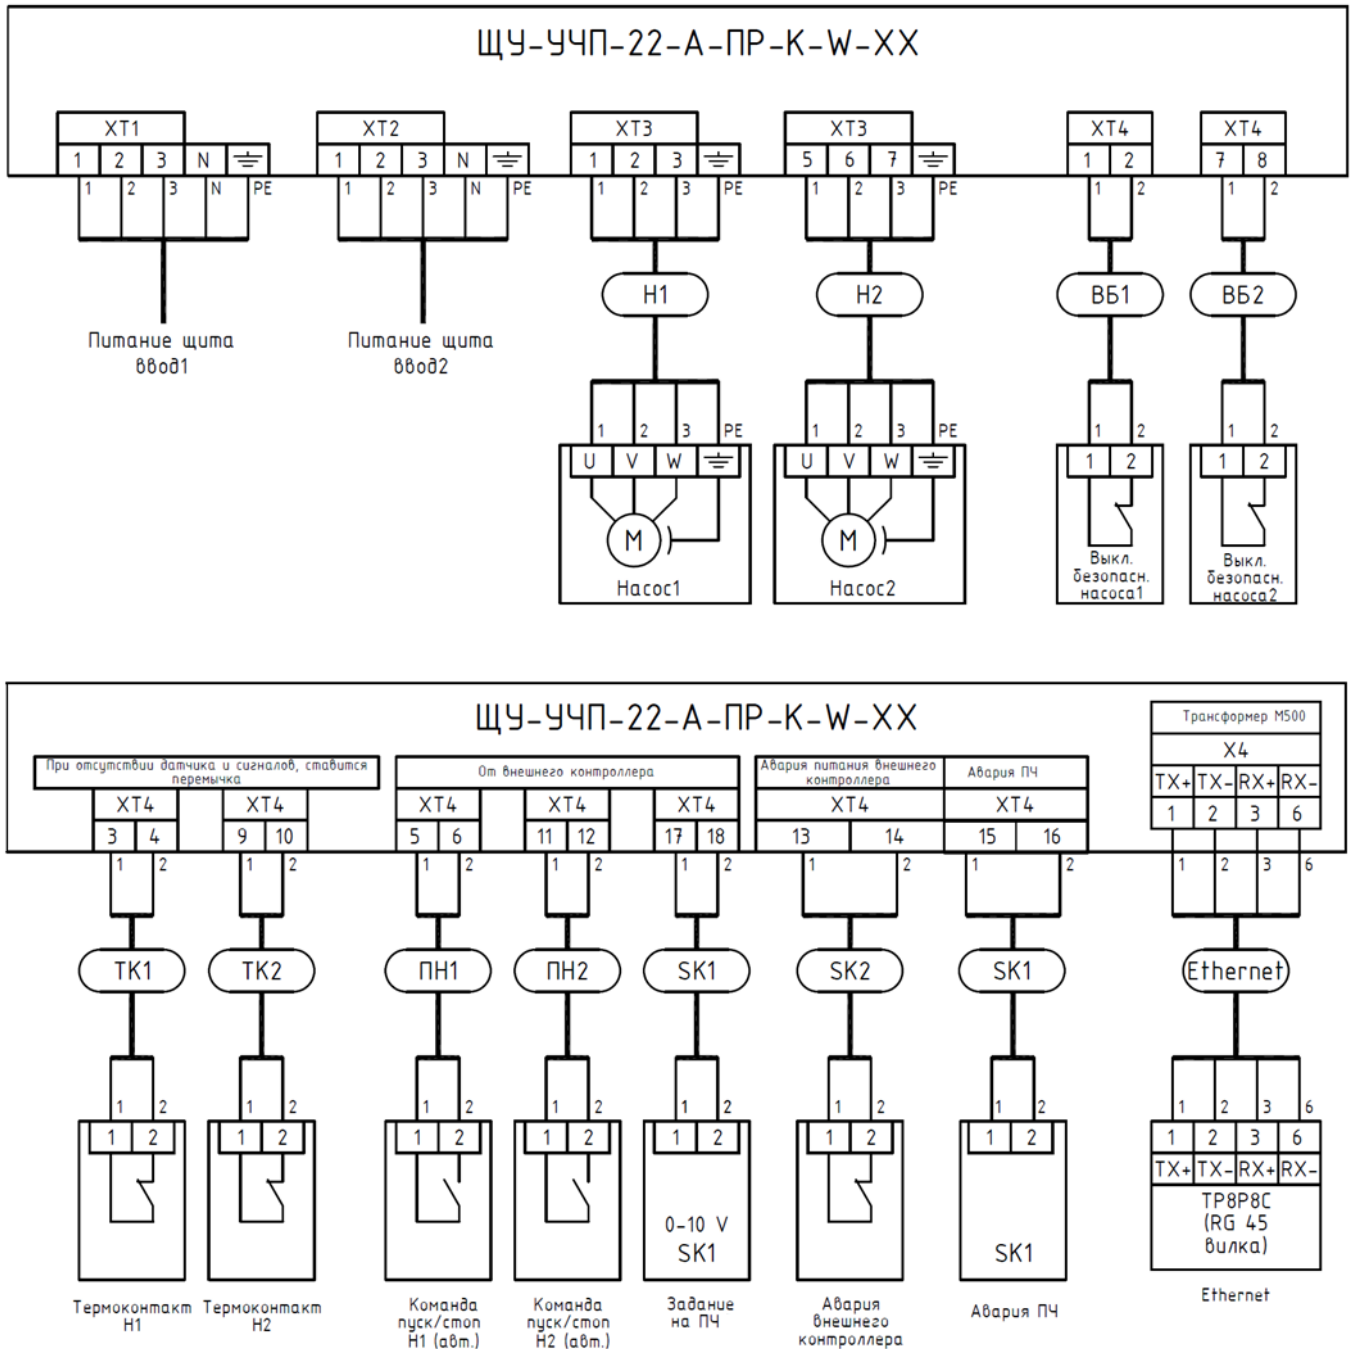 ЩУ-УЧП-22-А-ПР-К-W-XX
XT1 XT2 XT3 XT3 XT4 XT4
1 2 3 N 1 2 3 N 1 2 3 5 6 7 1 2 7 8
1 2 3 N PE 1 2 3 N PE 1 2 3 PE 1 2 3 PE 1 2 1 2
Н1 Н2 ВБ1 ВБ2
Питание щита
ввод1
Питание щита
ввод2
1 2 3 PE 1 2 3 PE 1 2 1 2
U V W U V W 1 2 1 2
M M
Насос1
Насос2
Выкл.
безопасн.
насоса1
Выкл.
безопасн.
насоса2
ЩУ-УЧП-22-А-ПР-К-W-XX
При отсутствии датчика и сигналов, ставится
перемычка
От внешнего контроллера
Авария питания внешнего
контроллера
Авария ПЧ
Трансформер М500
X4
TX+ TX- RX+ RX-
1 2 3 6
XT4 XT4 XT4 XT4 XT4 XT4 XT4
3 4 9 10 5 6 11 12 17 18 13 14 15 16
1 2 1 2 1 2 1 2 1 2 1 2 1 2 1 2 3 6
ТК1 ТК2 ПН1 ПН2 SK1 SK2 SK1 Ethernet
1 2 1 2 1 2 1 2 1 2 1 2 1 2 1 2 3 6
1 2 1 2 1 2 1 2 1 2 1 2 1 2 1 2 3 6
TX+ TX- RX+ RX-
0-10 V
SK1
SK1
TP8P8C
(RG 45
вилка)
Термоконтакт
Н1
Термоконтакт
Н2
Команда
пуск/стоп
Н1 (авт.)
Команда
пуск/стоп
Н2 (авт.)
Задание
на ПЧ
Авария
внешнего
контроллера
Авария ПЧ
Ethernet